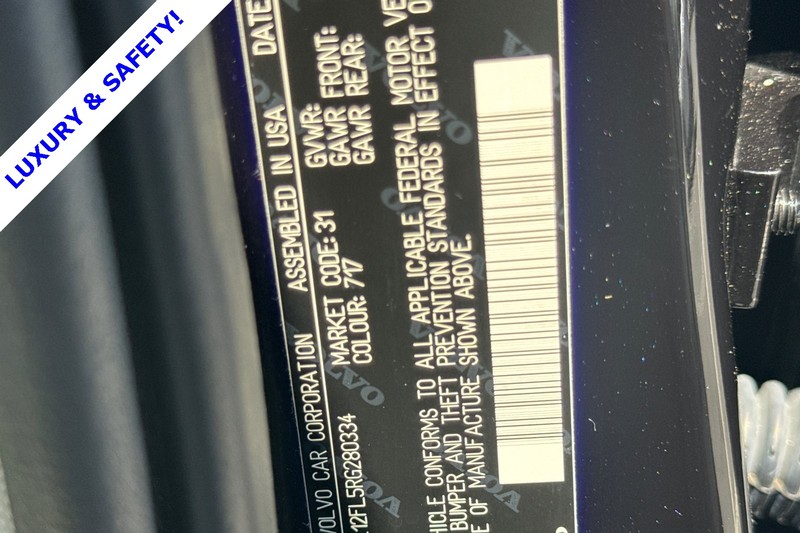 LUXURY & SAFETY!
VOLVO CAR CORPORATION ASSEMBLED IN USA DATE
12FL5RG280334 GVWR:
MARKET CODE: 31 GAWR FRONT:
COLOUR: 717 GAWR REAR:
HICLE CONFORMS TO ALL APPLICABLE FEDERAL MOTOR VE
BUMPER AND THEFT PREVENTION STANDARDS IN EFFECT O
E OF MANUFACTURE SHOWN ABOVE.
VOLVO
VOLVO
VOLVO